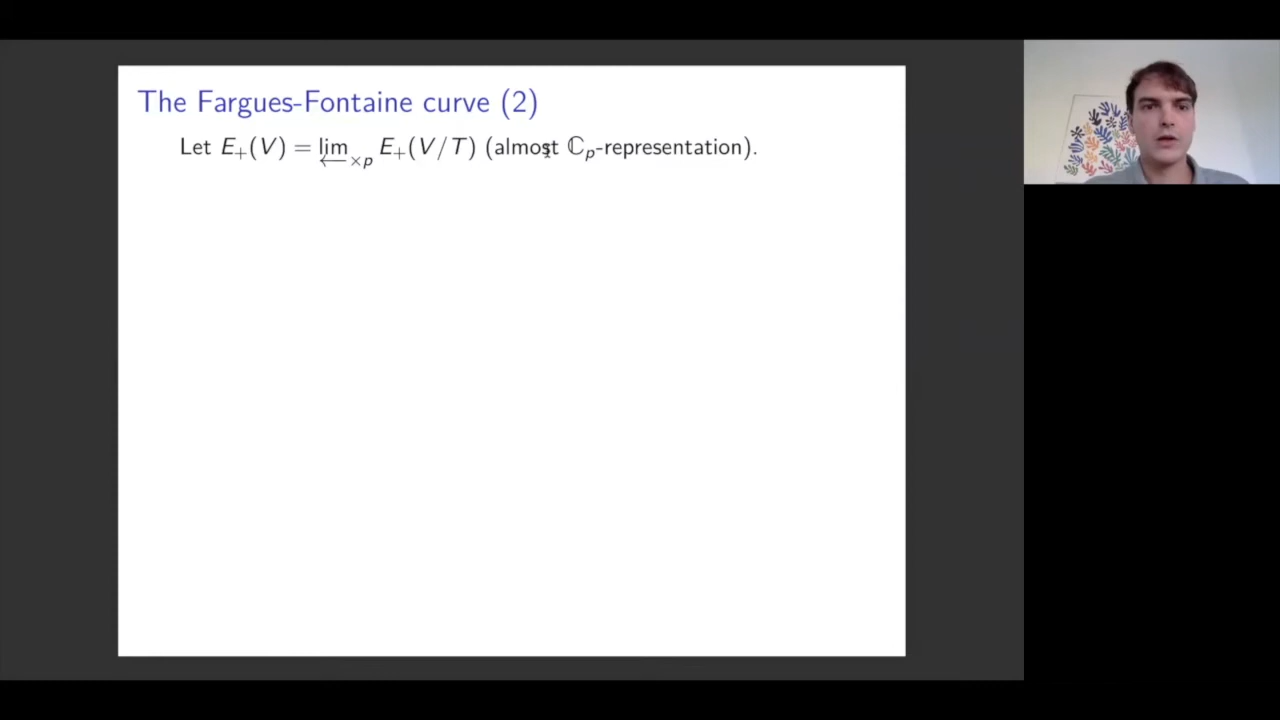 The Fargues-Fontaine curve (2)
Let E₊(V) = lim←×p E₊(V/T) (almost ℂₚ-representation).